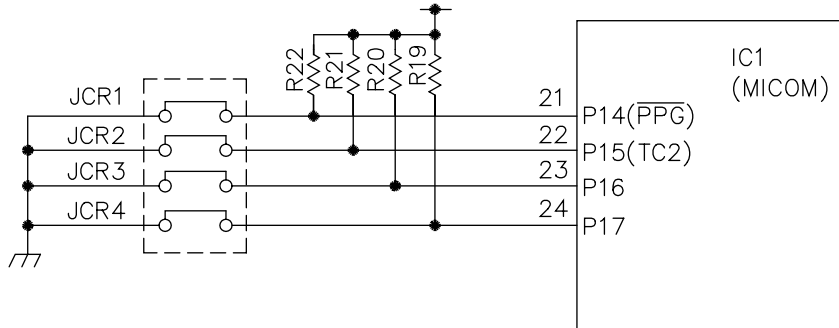 R22
R21
R20
R19
IC1
(MICOM)
JCR1
21
P14(PPG)
JCR2
22
P15(TC2)
JCR3
23
P16
JCR4
24
P17